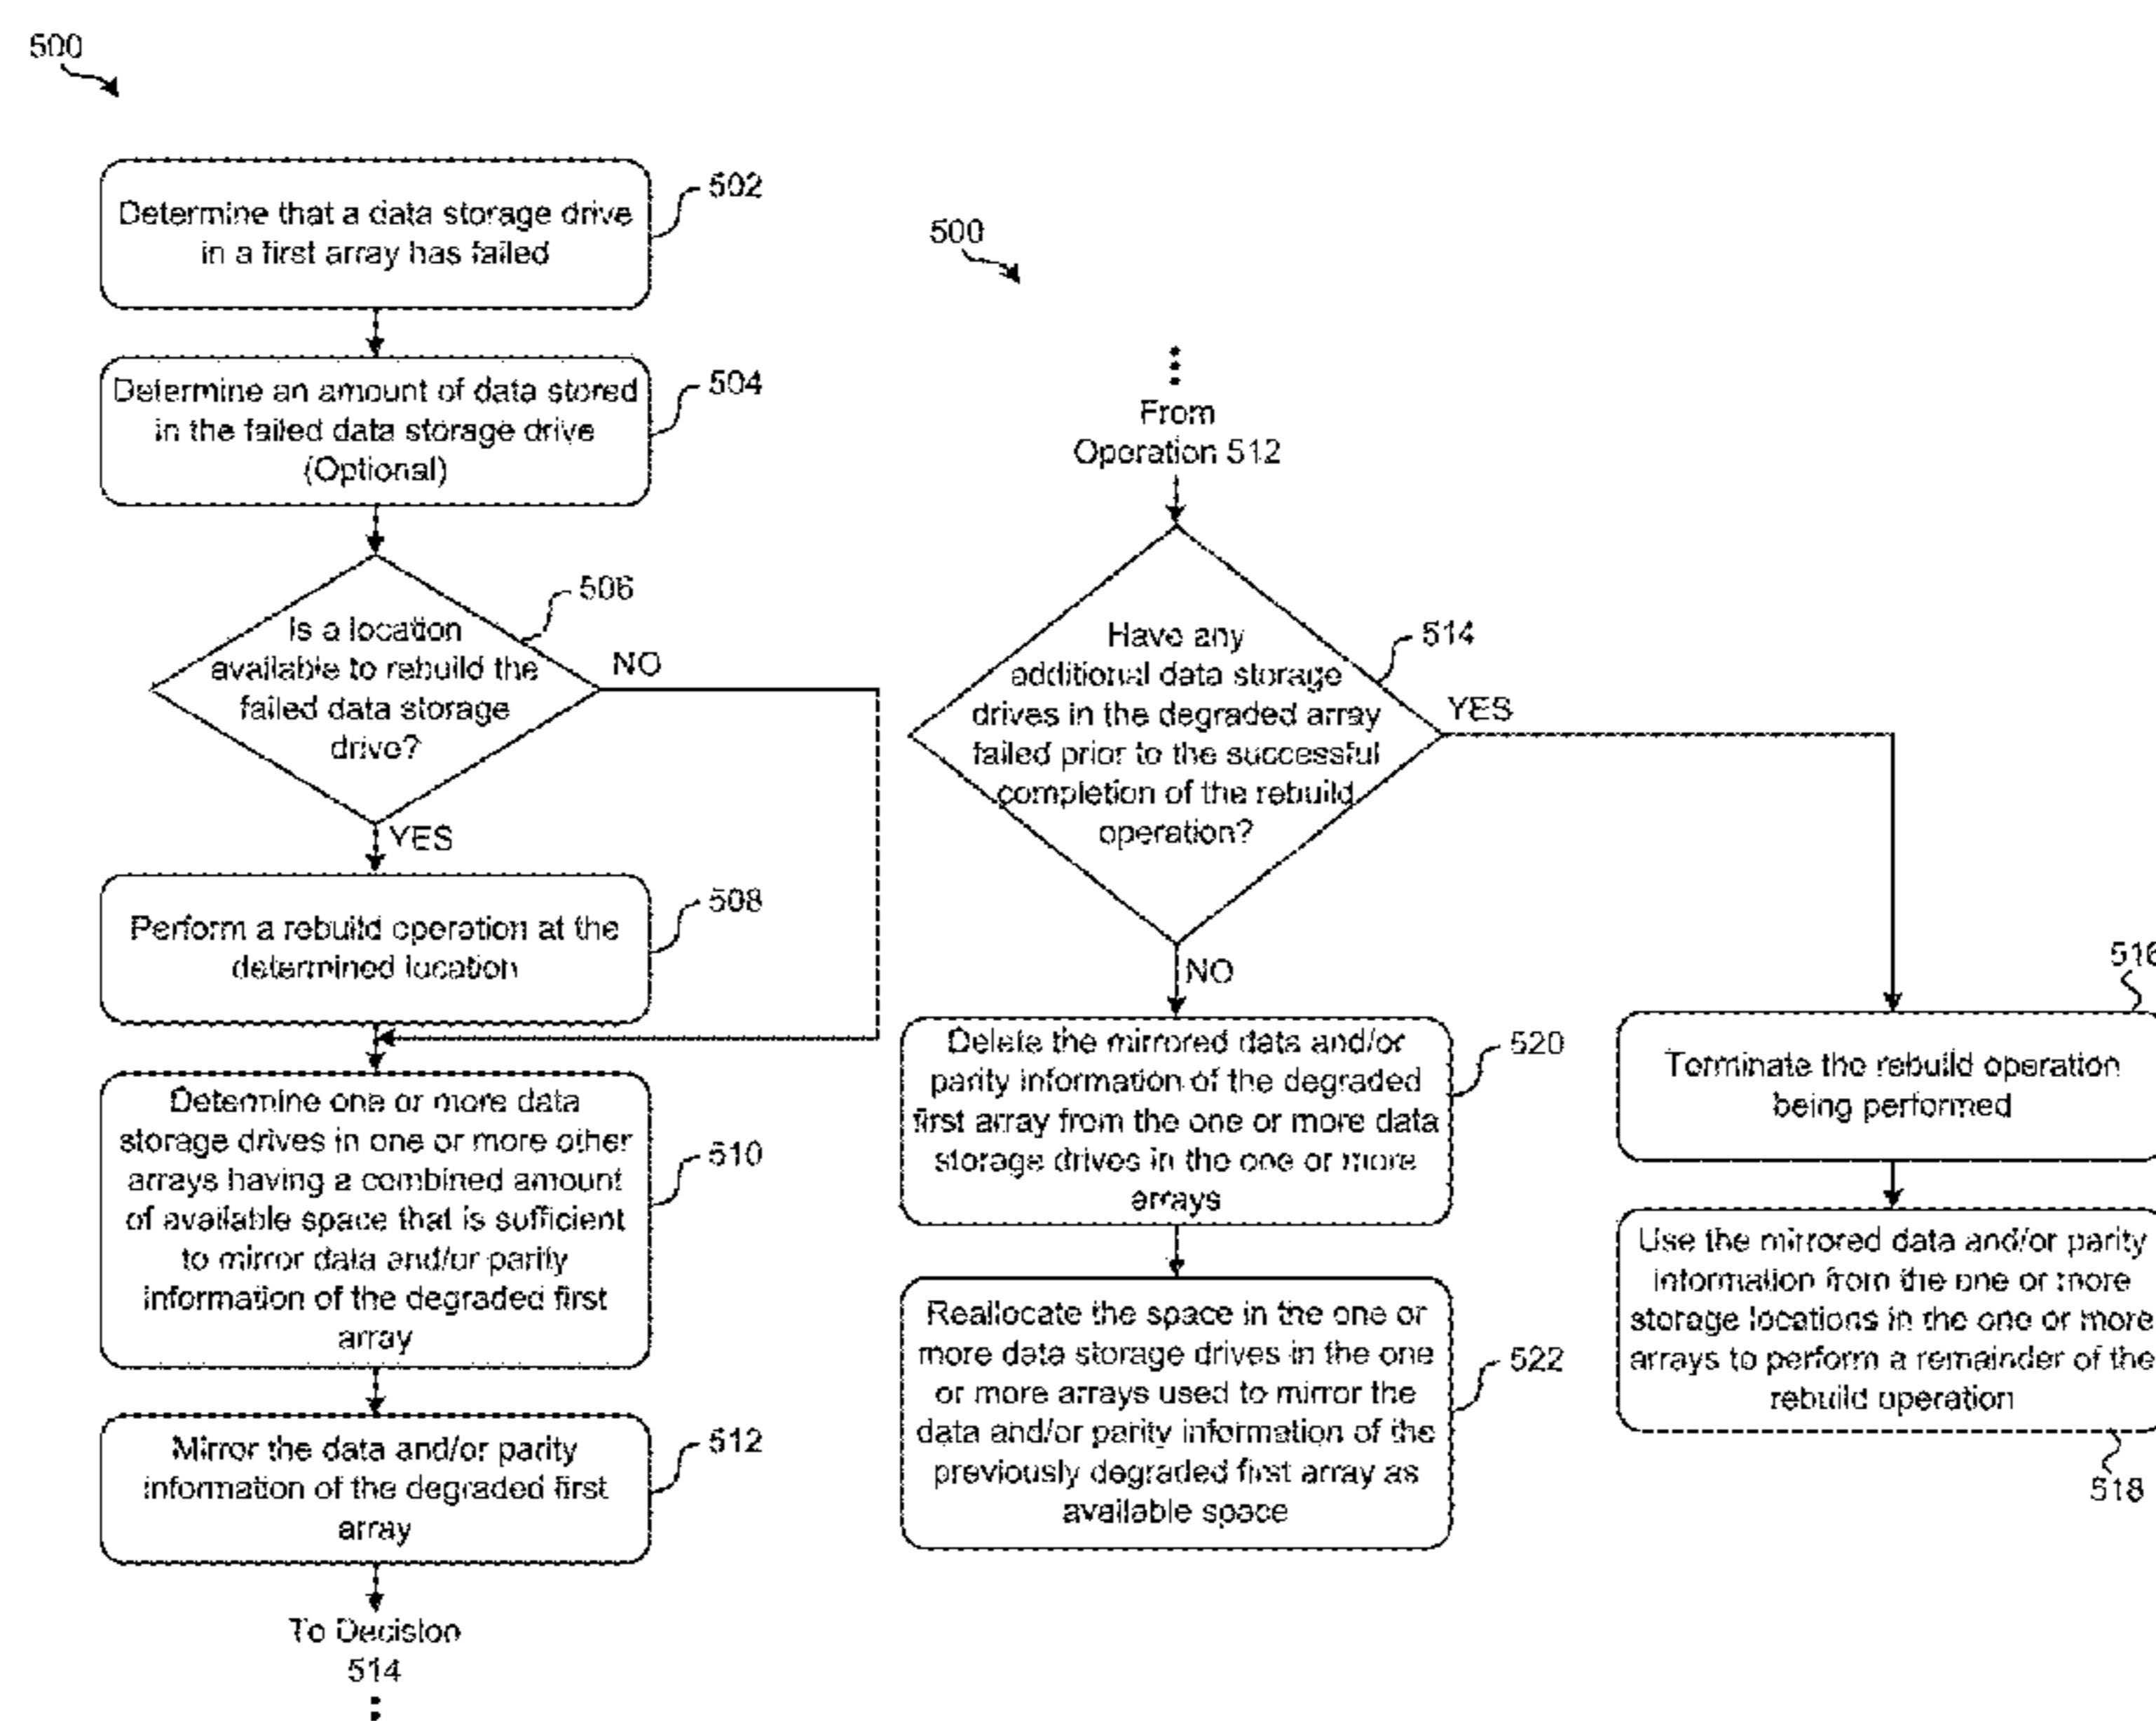 500
Determine that a data storage drive
in a first array has failed
502
Determine an amount of data stored
in the failed data storage drive
(Optional)
504
Is a location
available to rebuild the
failed data storage
drive?
506
NO
YES
Perform a rebuild operation at the
determined location
508
Determine one or more data
storage drives in one or more other
arrays having a combined amount
of available space that is sufficient
to mirror data and/or parity
information of the degraded first
array
510
Mirror the data and/or parity
information of the degraded first
array
512
To Decision
514
500
From
Operation 512
Have any
additional data storage
drives in the degraded array
failed prior to the successful
completion of the rebuild
operation?
514
YES
NO
Delete the mirrored data and/or
parity information of the degraded
first array from the one or more data
storage drives in the one or more
arrays
520
Reallocate the space in the one or
more data storage drives in the one
or more arrays used to mirror the
data and/or parity information of the
previously degraded first array as
available space
522
516
Terminate the rebuild operation
being performed
Use the mirrored data and/or parity
information from the one or more
storage locations in the one or more
arrays to perform a remainder of the
rebuild operation
518